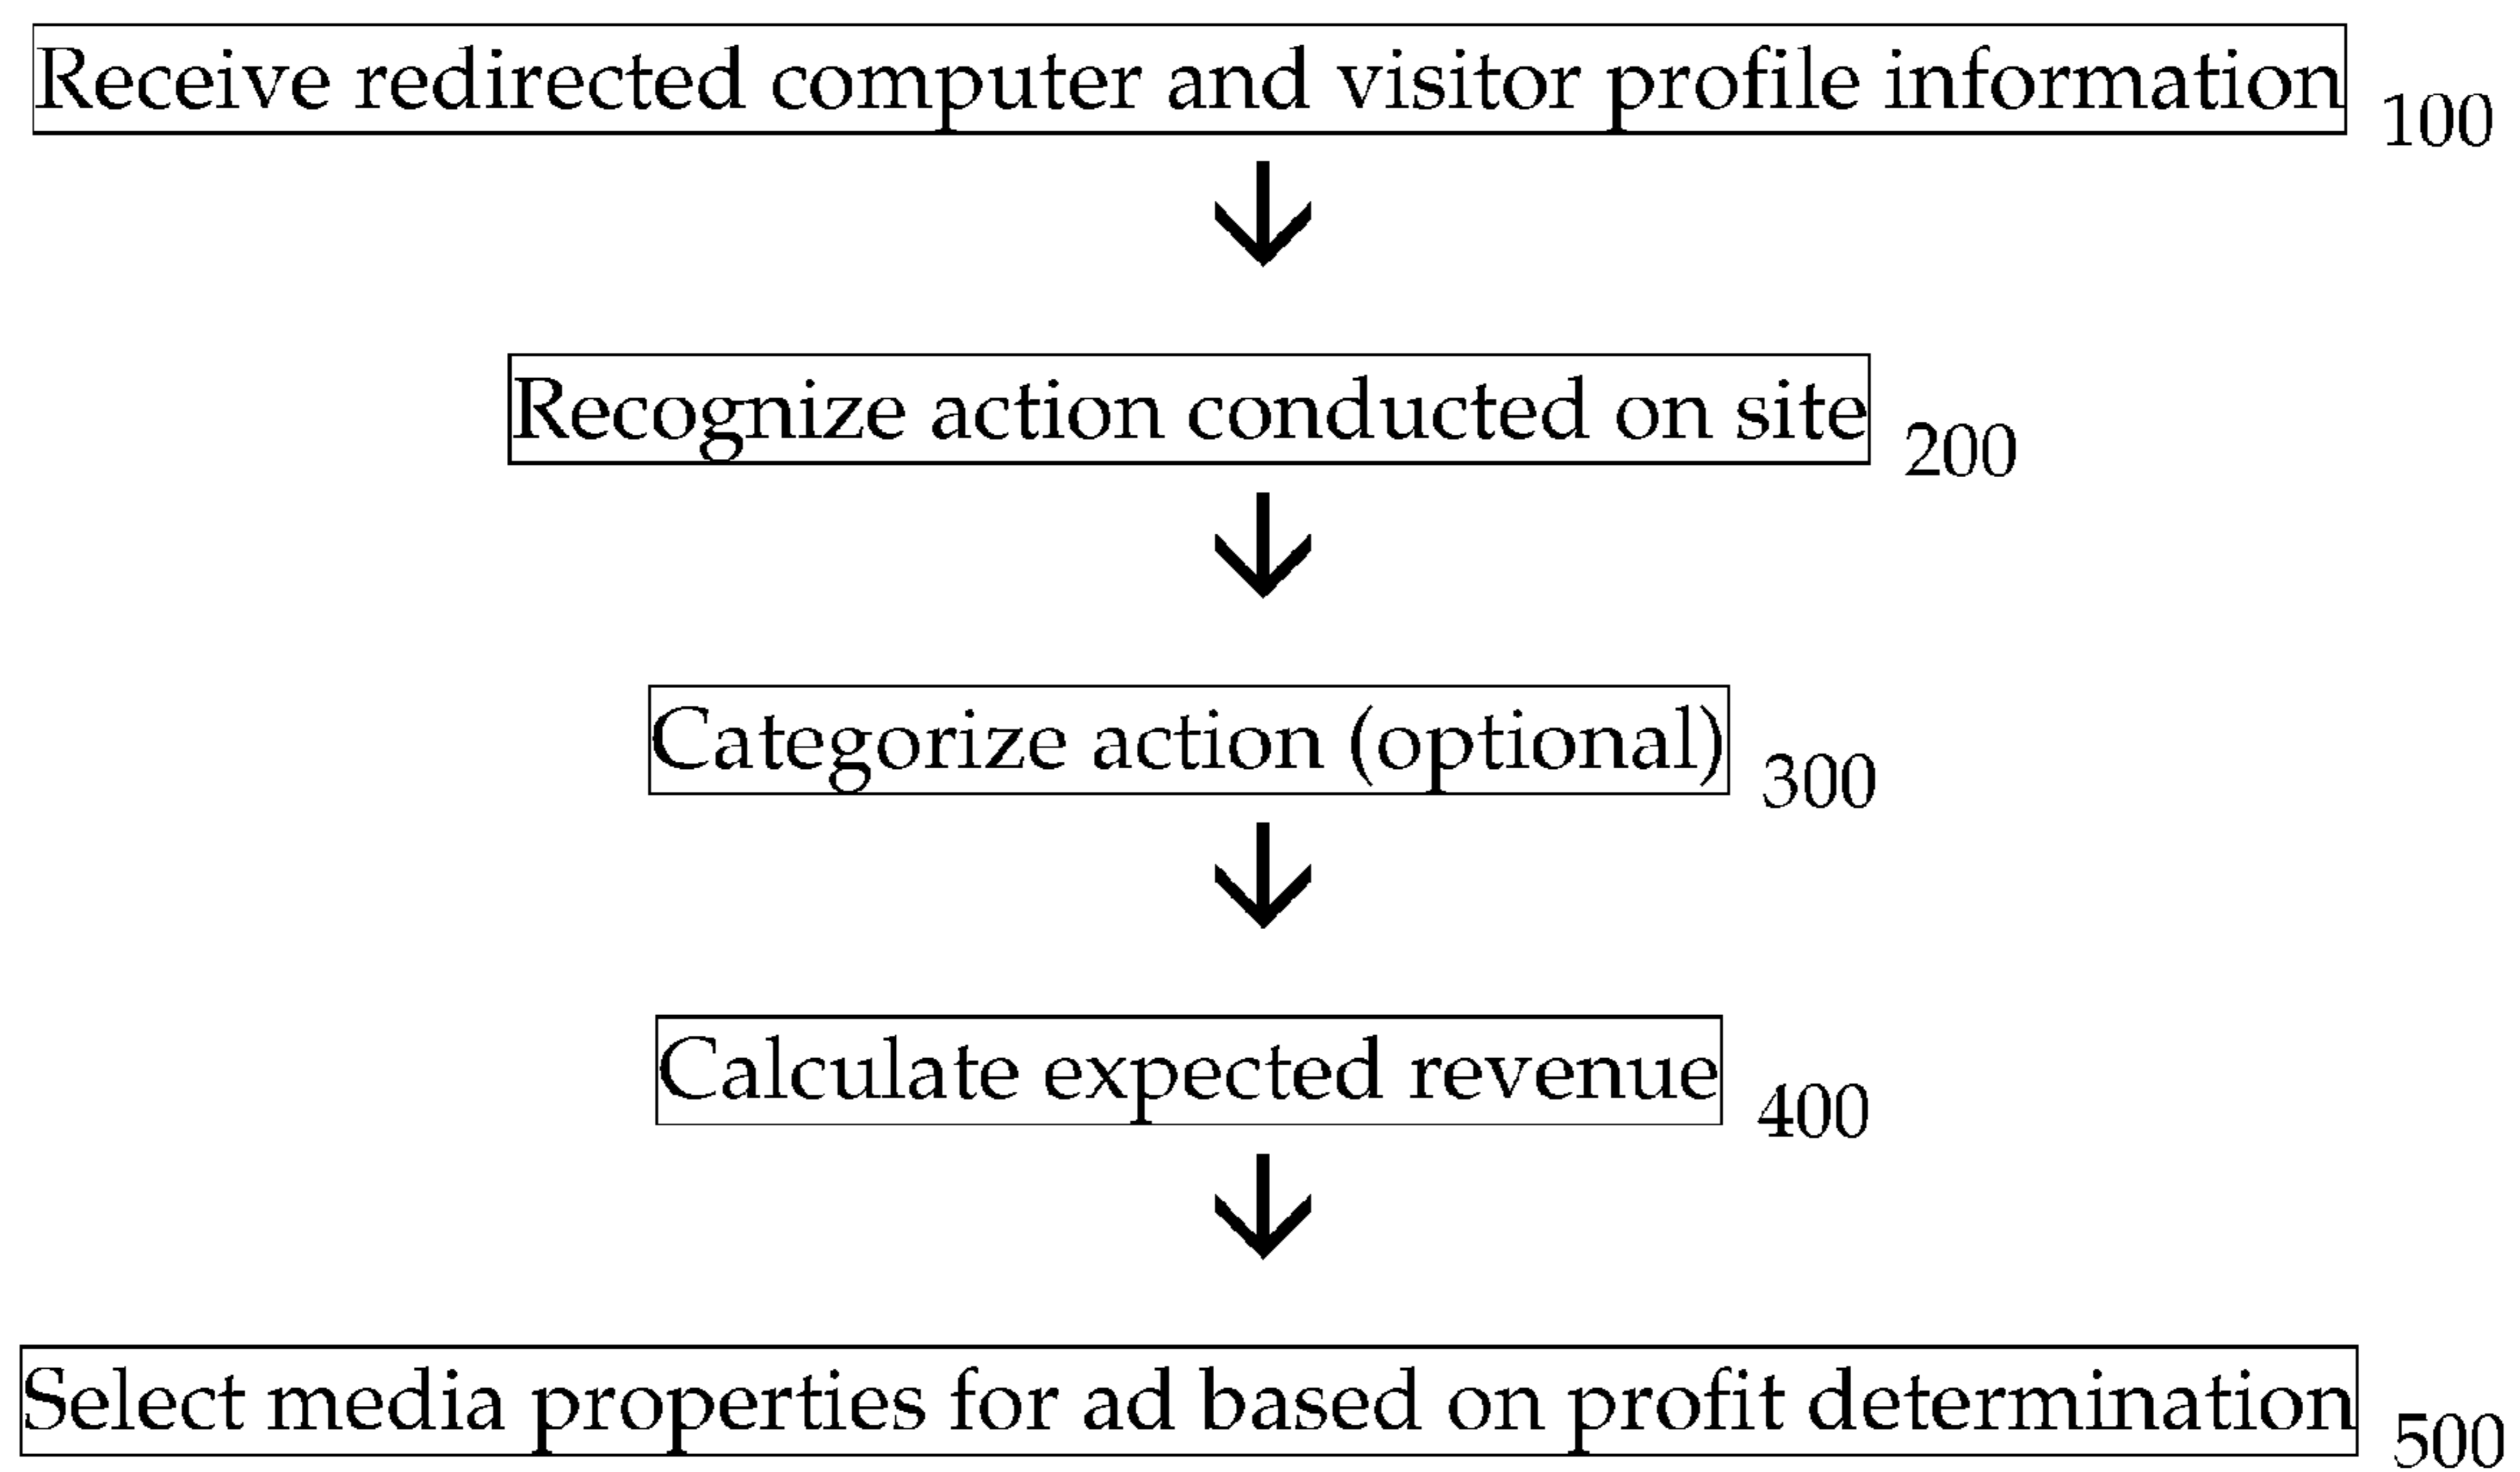 Receive redirected computer and visitor profile information 100
Recognize action conducted on site 200
Categorize action (optional) 300
Calculate expected revenue 400
Select media properties for ad based on profit determination 500